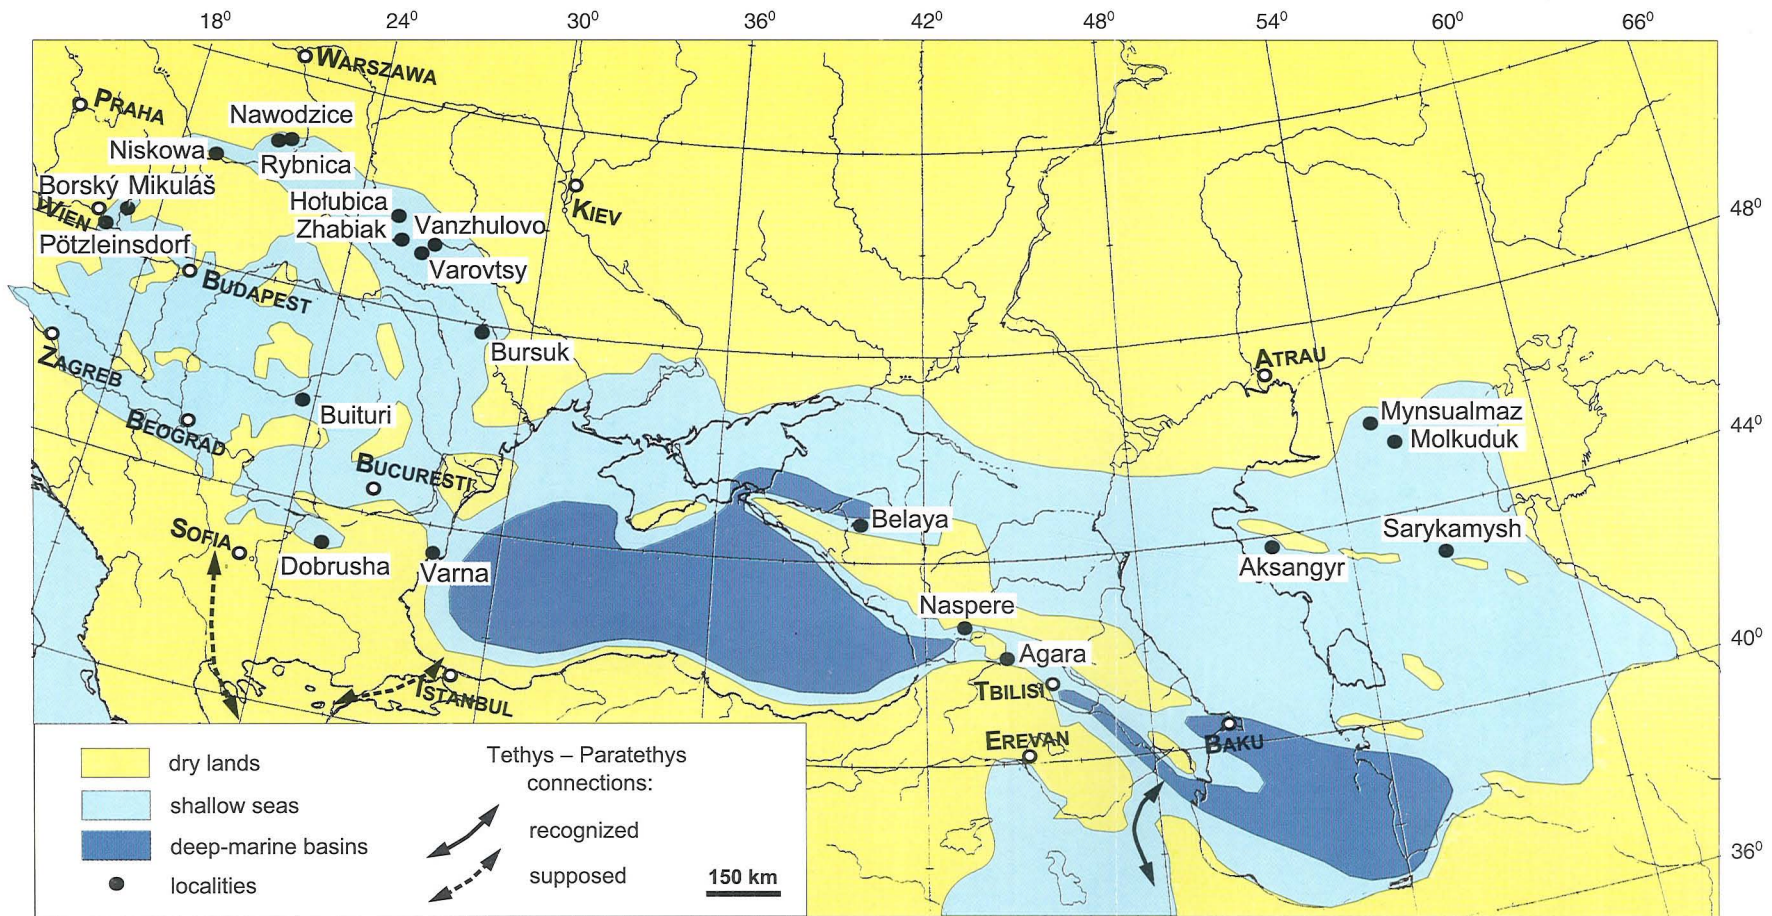 18⁰ 24⁰ 30⁰ 36⁰ 42⁰ 48⁰ 54⁰ 60⁰ 66⁰
WARSZAWA
PRAHA
Nawodzice
Niskowa
Rybnica
Borský Mikuláš
WIEN
Pötzleinsdorf
Hołubica
Zhabiak
Vanzhulovo
Varovtsy
KIEV
48⁰
BUDAPEST
Bursuk
ZAGREB
ATRAU
BEOGRAD
Buituri
Mynsualmaz
Molkuduk
44⁰
BUCURESTI
SOFIA
Dobrusha
Varna
Belaya
Sarykamysh
Aksangyr
Naspere
Agara
40⁰
TBILISI
ISTANBUL
EREVAN
BAKU
36⁰
dry lands
shallow seas
deep-marine basins
localities
Tethys – Paratethys
connections:
recognized
supposed
150 km